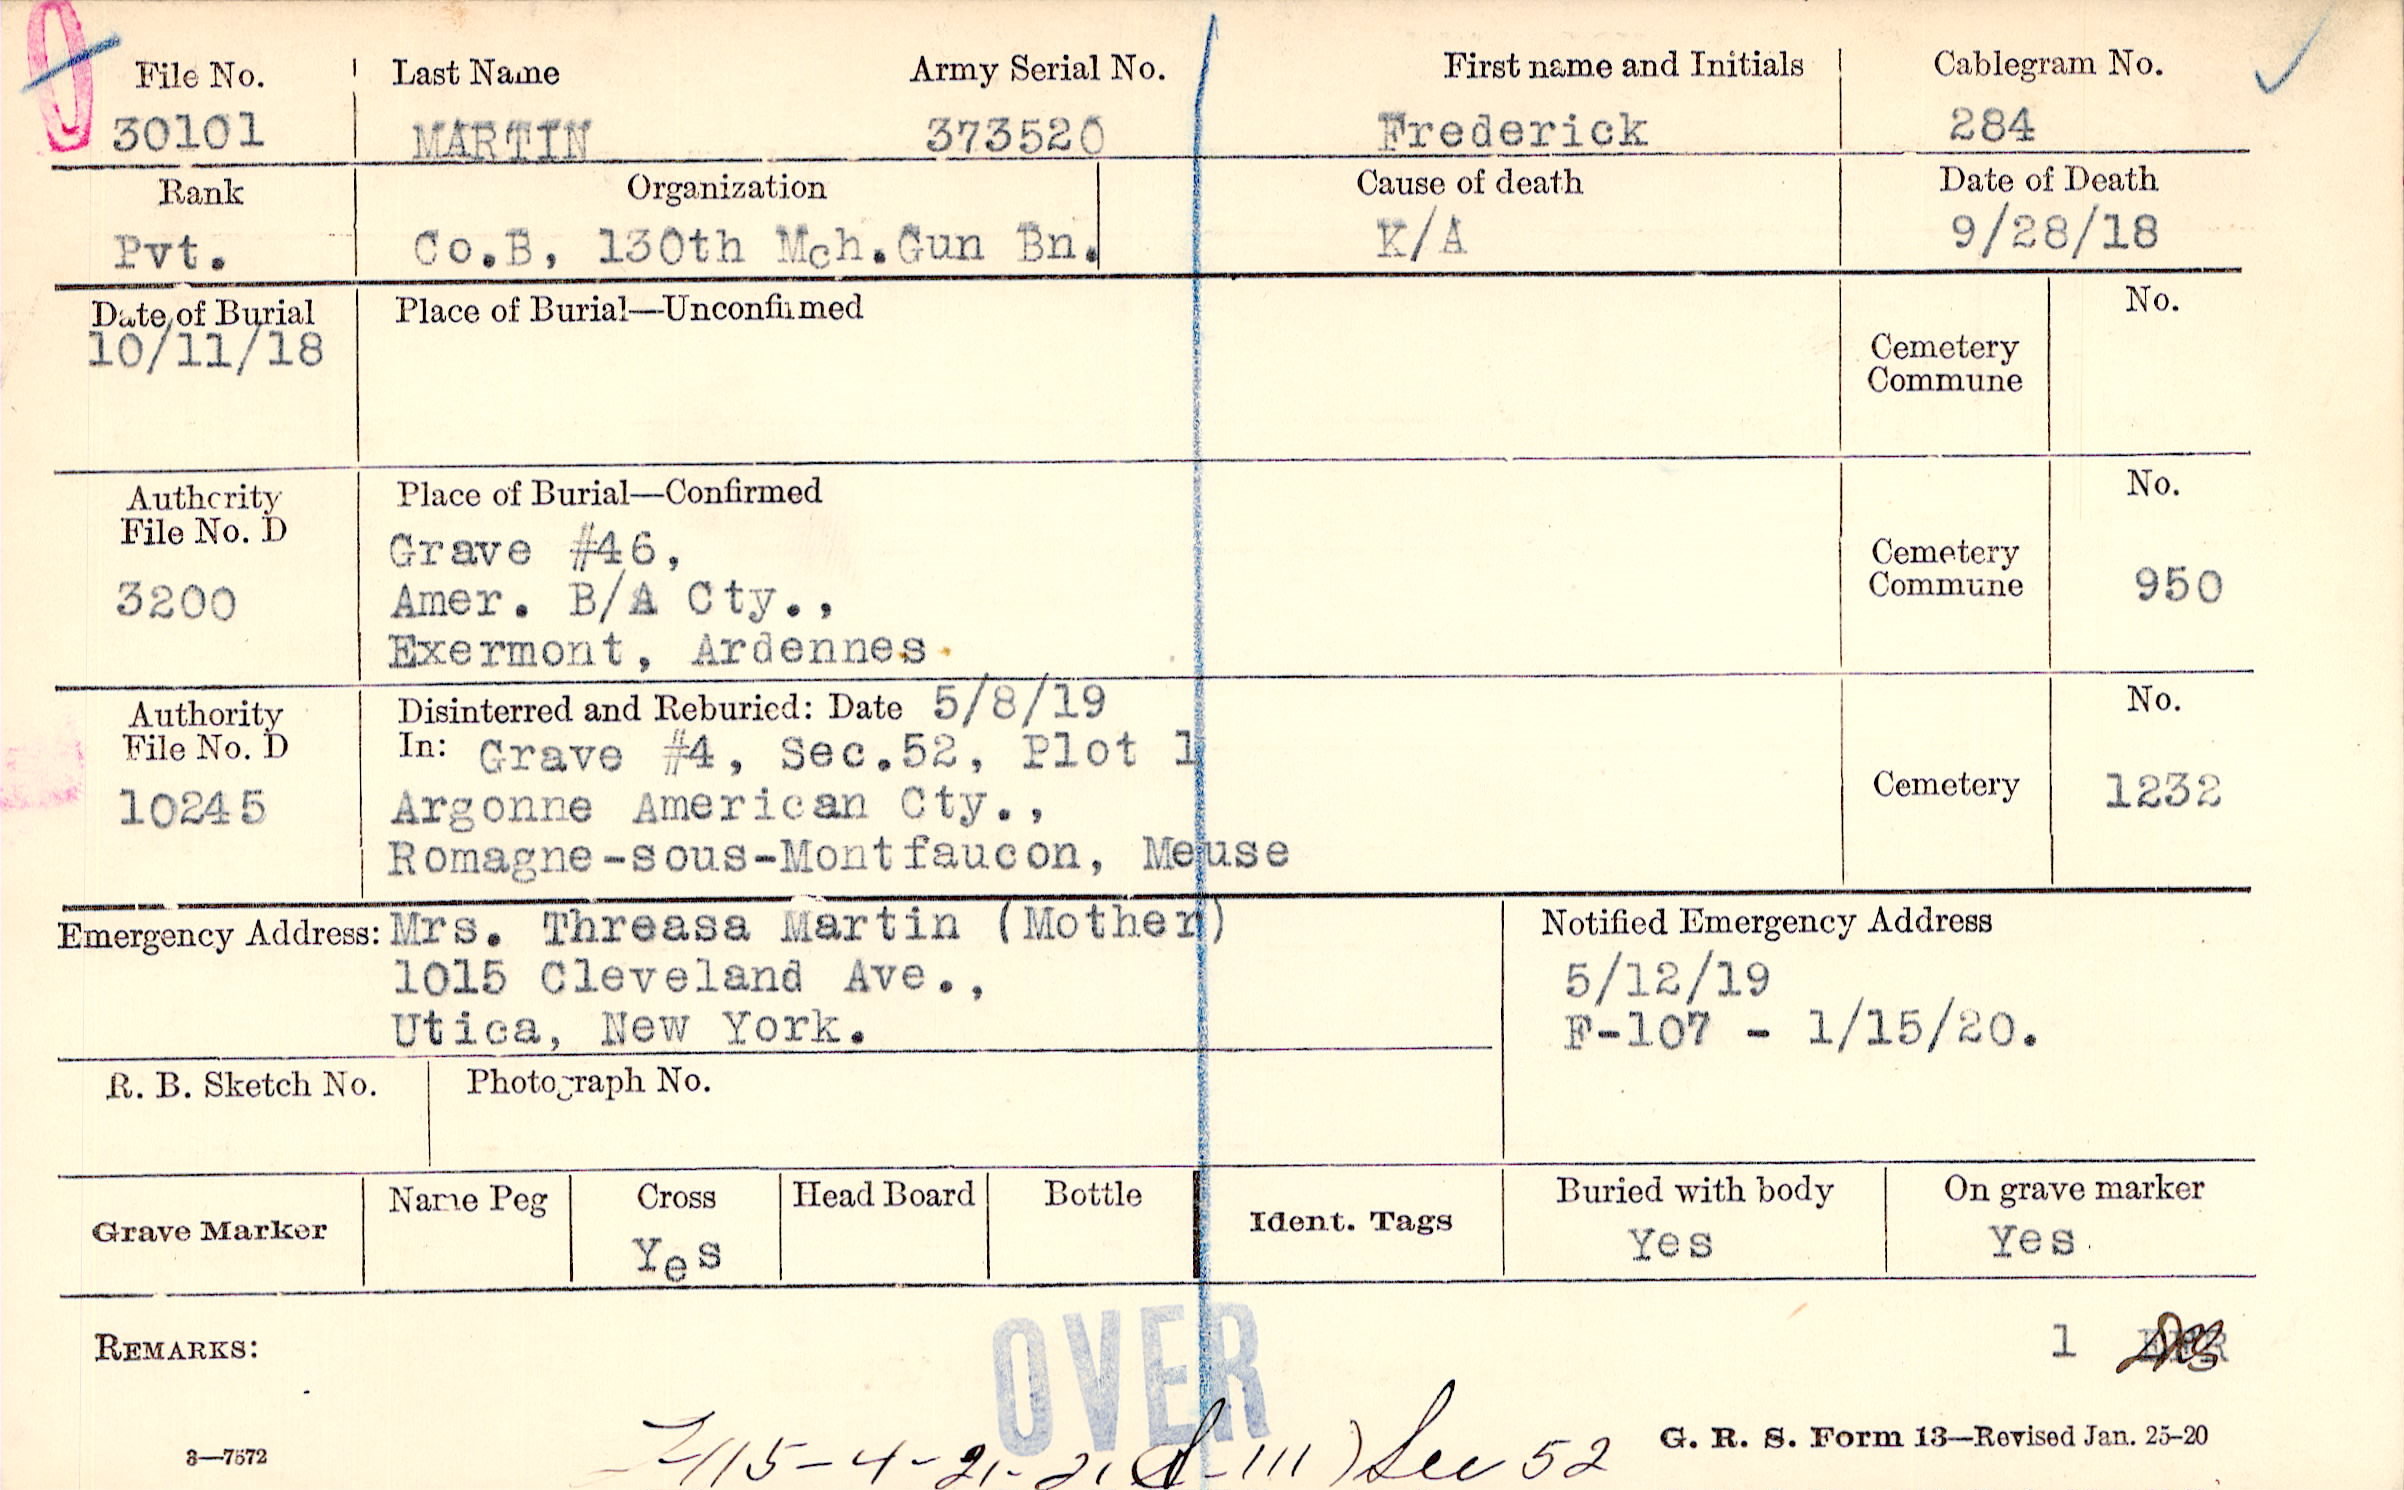 File No. Last Name Army Serial No. First name and Initials Cablegram No.
30101 MARTIN 373520 Frederick 284
Rank Organization Cause of death Date of Death
Pvt. Co.B, 130th Mch.Gun Bn. K/A 9/28/18
Date of Burial Place of Burial—Unconfirmed No.
10/11/18
Cemetery
Commune
Authority Place of Burial—Confirmed No.
File No. D
Grave #46,
3200 Amer. B/A Cty., Cemetery
Commune 950
Exermont, Ardennes
Authority Disinterred and Reburied: Date 5/8/19 No.
File No. D In: Grave #4, Sec.52, Plot 1
10245 Argonne American Cty., Cemetery 1232
Romagne-sous-Montfaucon, Meuse
Emergency Address: Mrs. Threasa Martin (Mother) Notified Emergency Address
1015 Cleveland Ave., 5/12/19
Utica, New York. F-107 - 1/15/20.
R. B. Sketch No. Photograph No.
Grave Marker Name Peg Cross Head Board Bottle Ident. Tags Buried with body On grave marker
Yes Yes Yes
REMARKS: 1
OVER
3—7572 G. R. S. Form 13—Revised Jan. 25-20
115-4-21-21 -111) Sec 52